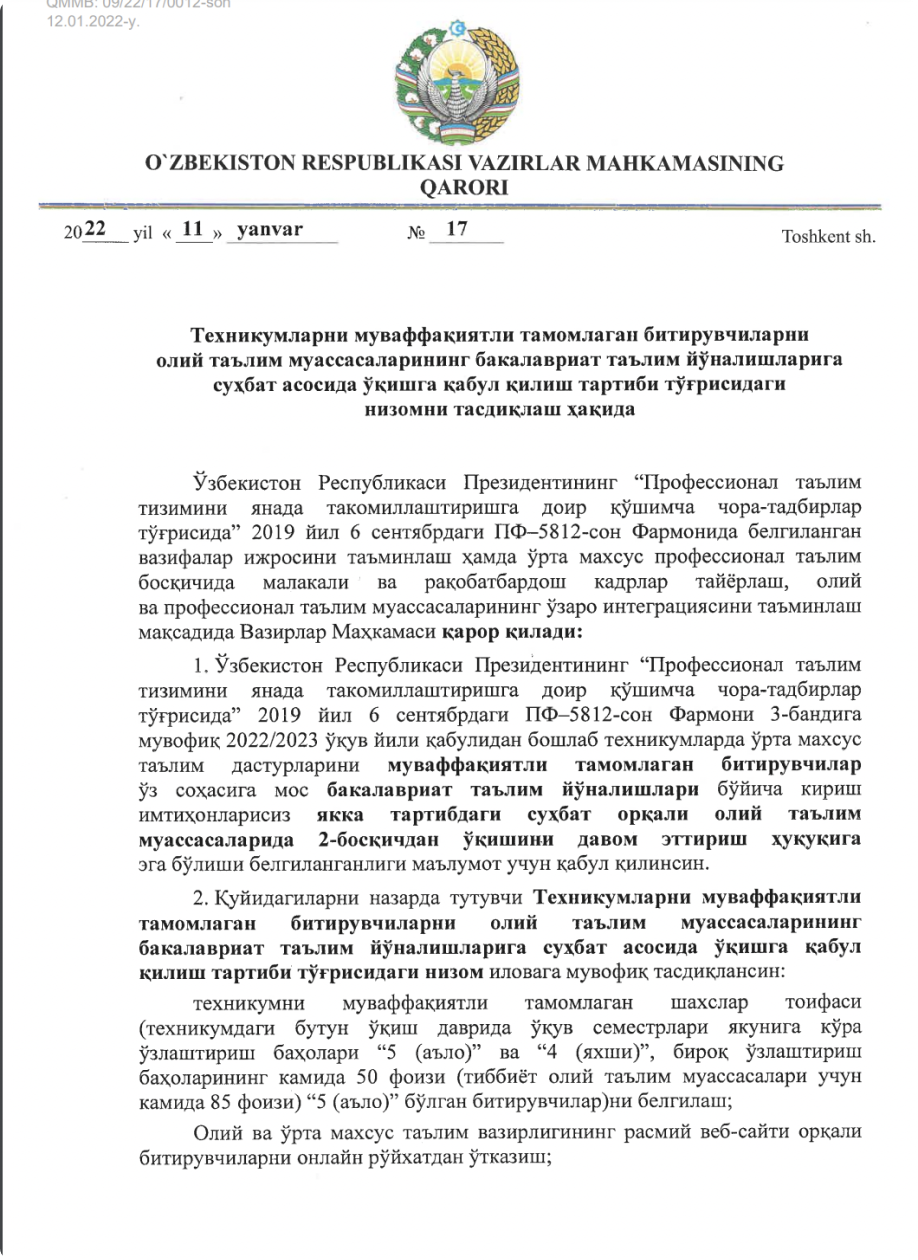 QMMB: 09/22/17/0012-son
12.01.2022-y.
O`ZBEKISTON RESPUBLIKASI VAZIRLAR MAHKAMASINING
QARORI
2022 yil « 11 » yanvar № 17 Toshkent sh.
Техникумларни муваффақиятли тамомлаган битирувчиларни
олий таълим муассасаларининг бакалавриат таълим йўналишларига
суҳбат асосида ўқишга қабул қилиш тартиби тўғрисидаги
низомни тасдиқлаш ҳақида
Ўзбекистон Республикаси Президентининг “Профессионал таълим
тизимини янада такомиллаштиришга доир қўшимча чора-тадбирлар
тўғрисида” 2019 йил 6 сентябрдаги ПФ–5812-сон Фармонида белгиланган
вазифалар ижросини таъминлаш ҳамда ўрта махсус профессионал таълим
босқичида малакали ва рақобатбардош кадрлар тайёрлаш, олий
ва профессионал таълим муассасаларининг ўзаро интеграциясини таъминлаш
мақсадида Вазирлар Маҳкамаси қарор қилади:
1. Ўзбекистон Республикаси Президентининг “Профессионал таълим
тизимини янада такомиллаштиришга доир қўшимча чора-тадбирлар
тўғрисида” 2019 йил 6 сентябрдаги ПФ–5812-сон Фармони 3-бандига
мувофиқ 2022/2023 ўқув йили қабулидан бошлаб техникумларда ўрта махсус
таълим дастурларини муваффақиятли тамомлаган битирувчилар
ўз соҳасига мос бакалавриат таълим йўналишлари бўйича кириш
имтиҳонларисиз якка тартибдаги суҳбат орқали олий таълим
муассасаларида 2-босқичдан ўқишини давом эттириш ҳуқуқига
эга бўлиши белгиланганлиги маълумот учун қабул қилинсин.
2. Қуйидагиларни назарда тутувчи Техникумларни муваффақиятли
тамомлаган битирувчиларни олий таълим муассасаларининг
бакалавриат таълим йўналишларига суҳбат асосида ўқишга қабул
қилиш тартиби тўғрисидаги низом иловага мувофиқ тасдиқлансин:
техникумни муваффақиятли тамомлаган шахслар тоифаси
(техникумдаги бутун ўқиш даврида ўқув семестрлари якунига кўра
ўзлаштириш баҳолари “5 (аъло)” ва “4 (яхши)”, бироқ ўзлаштириш
баҳоларининг камида 50 фоизи (тиббиёт олий таълим муассасалари учун
камида 85 фоизи) “5 (аъло)” бўлган битирувчилар)ни белгилаш;
Олий ва ўрта махсус таълим вазирлигининг расмий веб-сайти орқали
битирувчиларни онлайн рўйхатдан ўтказиш;